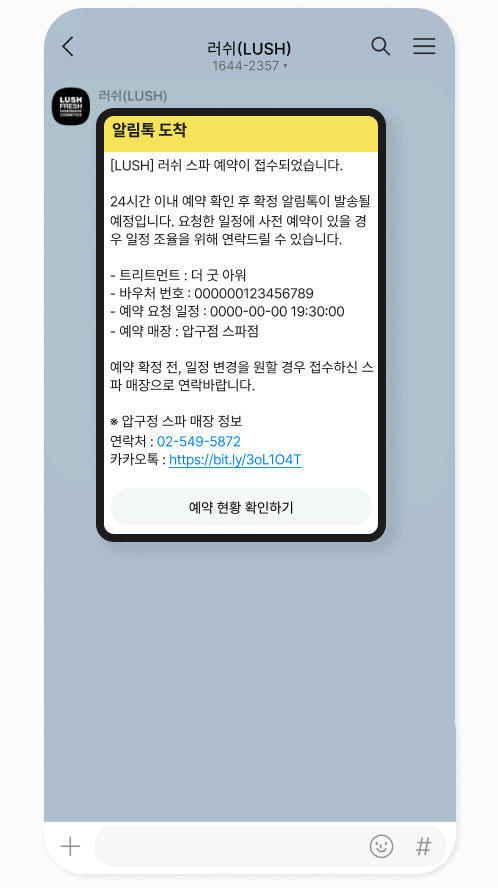 러쉬(LUSH)
1644-2357
LUSH
FRESH
HANDMADE
COSMETICS
러쉬(LUSH)
알림톡 도착
[LUSH] 러쉬 스파 예약이 접수되었습니다.
24시간 이내 예약 확인 후 확정 알림톡이 발송될
예정입니다. 요청한 일정에 사전 예약이 있을 경
우 일정 조율을 위해 연락드릴 수 있습니다.
- 트리트먼트 : 더 굿 아워
- 바우처 번호 : 000000123456789
- 예약 요청 일정 : 0000-00-00 19:30:00
- 예약 매장 : 압구점 스파점
예약 확정 전, 일정 변경을 원할 경우 접수하신 스
파 매장으로 연락바랍니다.
※ 압구정 스파 매장 정보
연락처 : 02-549-5872
카카오톡 : https://bit.ly/3oL1O4T
예약 현황 확인하기
#